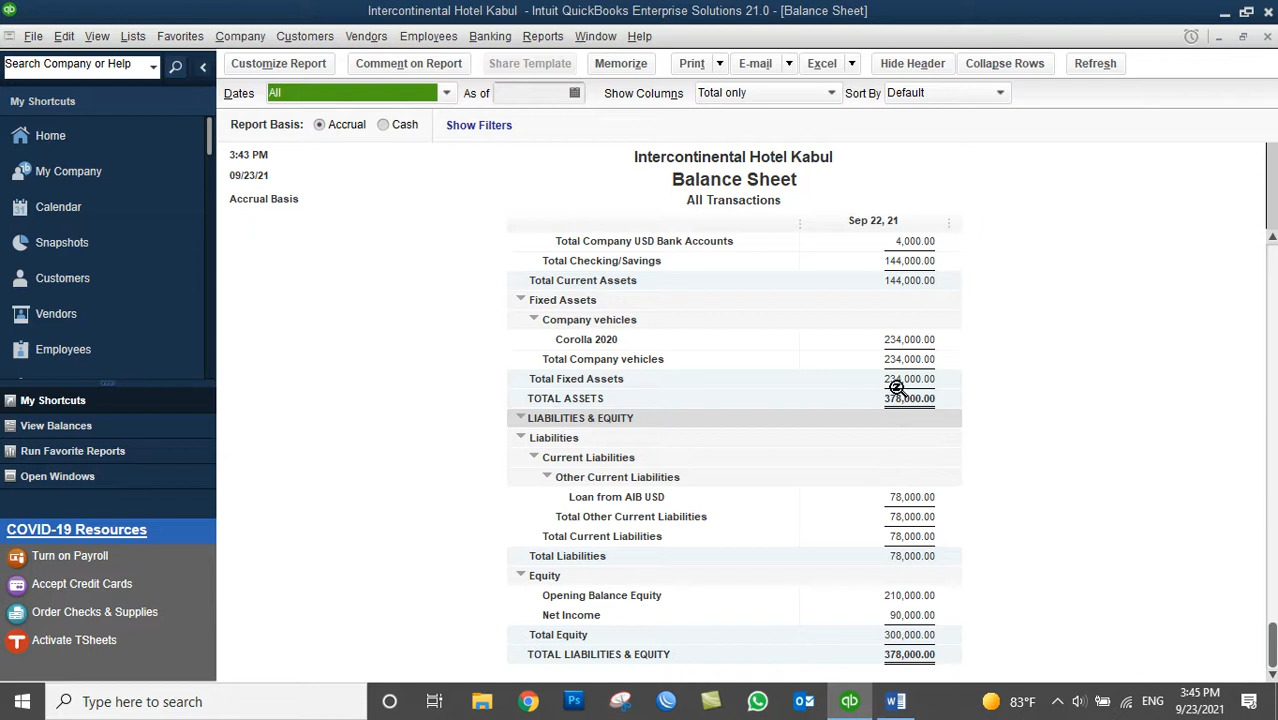 Intercontinental Hotel Kabul - Intuit QuickBooks Enterprise Solutions 21.0 - [Balance Sheet]
File Edit View Lists Favorites Company Customers Vendors Employees Banking Reports Window Help
Search Company or Help
Customize Report Comment on Report Share Template Memorize Print E-mail Excel Hide Header Collapse Rows Refresh
My Shortcuts
Dates All As of Show Columns Total only Sort By Default
Home
Report Basis: Accrual Cash Show Filters
My Company
Calendar
Snapshots
Customers
Vendors
Employees
My Shortcuts
View Balances
Run Favorite Reports
Open Windows
COVID-19 Resources
Turn on Payroll
Accept Credit Cards
Order Checks & Supplies
Activate TSheets
3:43 PM
09/23/21
Accrual Basis
Intercontinental Hotel Kabul
Balance Sheet
All Transactions
Sep 22, 21
Total Company USD Bank Accounts 4,000.00
Total Checking/Savings 144,000.00
Total Current Assets 144,000.00
Fixed Assets
Company vehicles
Corolla 2020 234,000.00
Total Company vehicles 234,000.00
Total Fixed Assets 234,000.00
TOTAL ASSETS 378,000.00
LIABILITIES & EQUITY
Liabilities
Current Liabilities
Other Current Liabilities
Loan from AIB USD 78,000.00
Total Other Current Liabilities 78,000.00
Total Current Liabilities 78,000.00
Total Liabilities 78,000.00
Equity
Opening Balance Equity 210,000.00
Net Income 90,000.00
Total Equity 300,000.00
TOTAL LIABILITIES & EQUITY 378,000.00
Type here to search
83°F
ENG
3:45 PM
9/23/2021